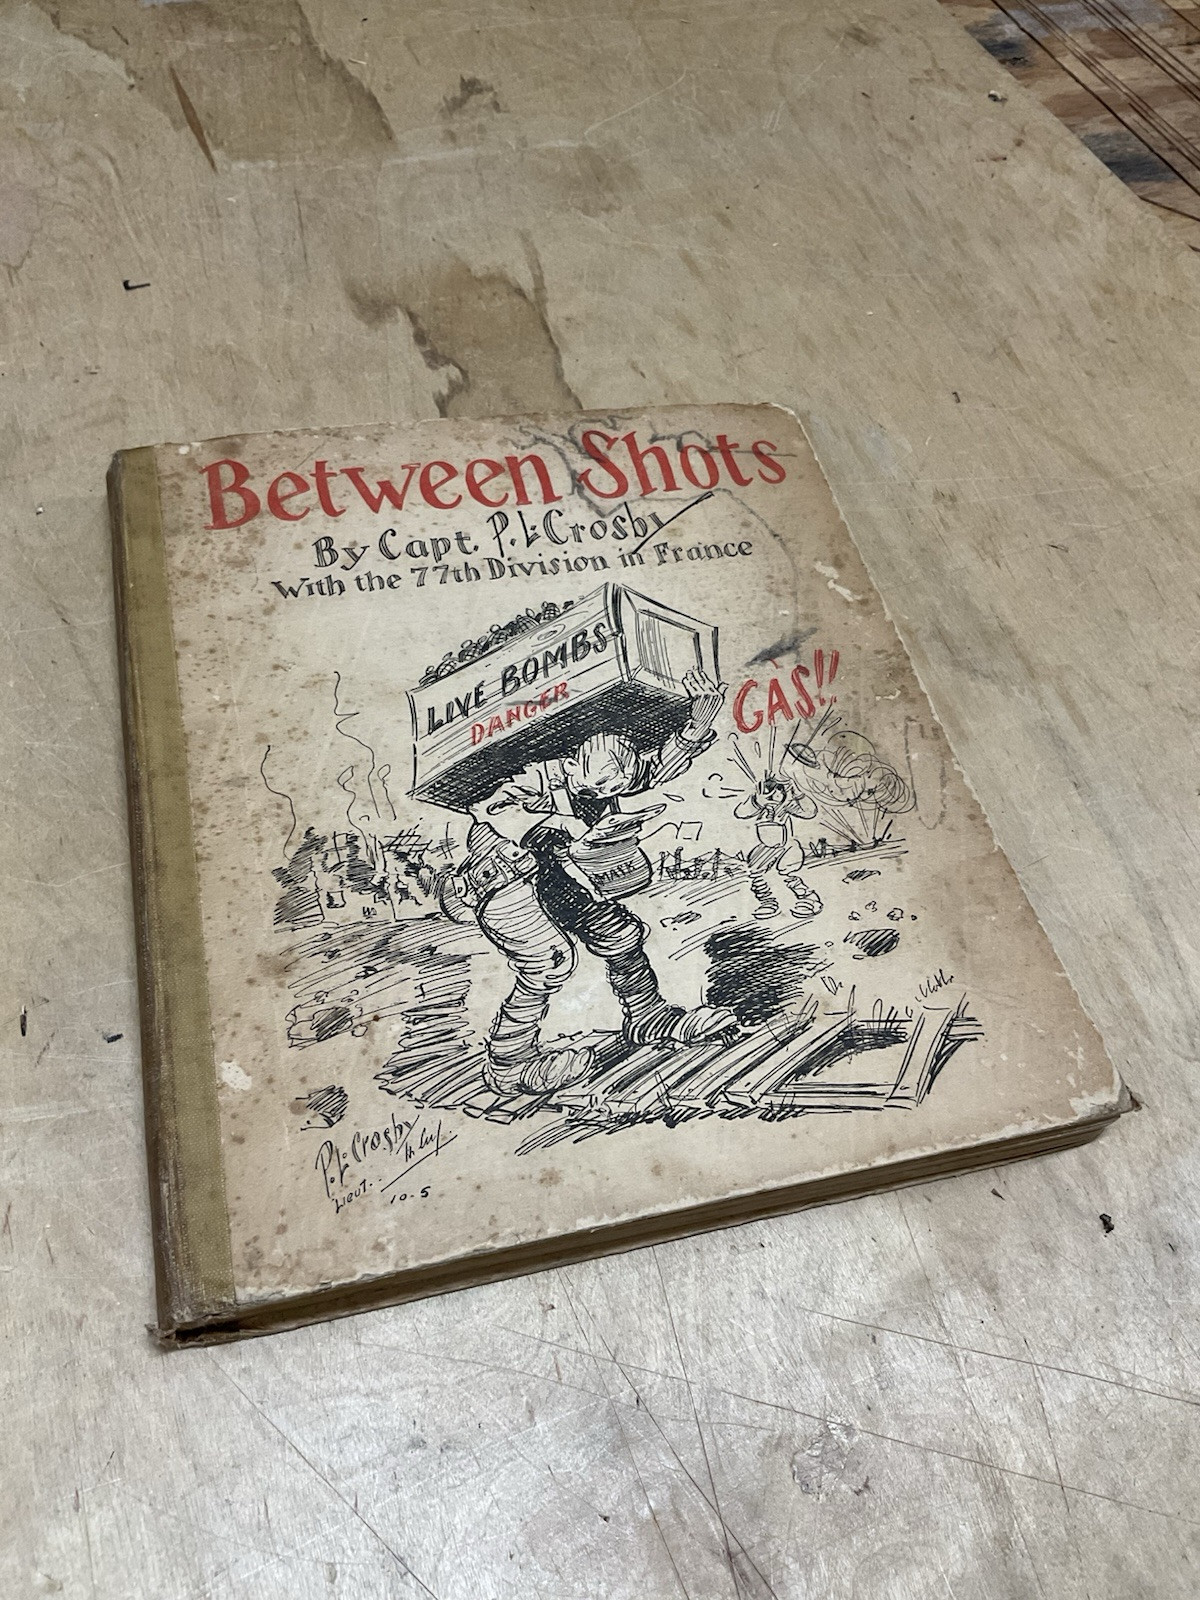 Between Shots
By Capt. P. L. Crosby
With the 77th Division in France
LIVE BOMBS
DANGER
GAS!!
MASK
P. L. Crosby
Lieut.
10-5